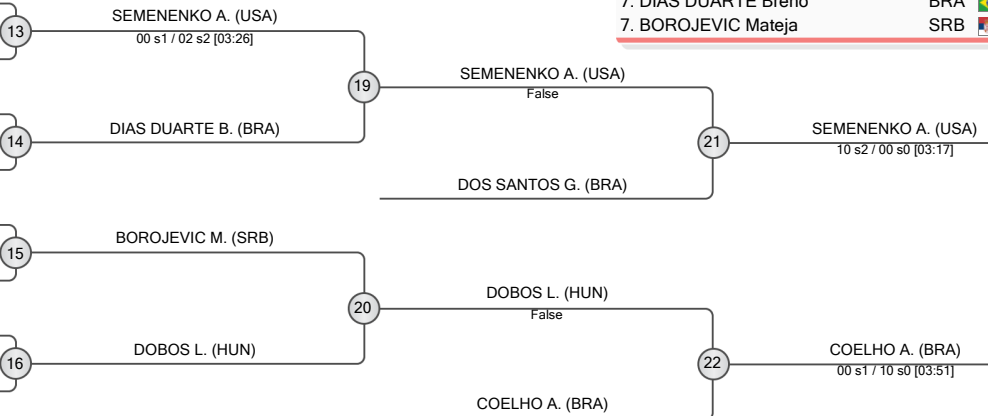 7. DIAS DUARTE Breno BRA
7. BOROJEVIC Mateja SRB
13
SEMENENKO A. (USA)
00 s1 / 02 s2 [03:26]
19
SEMENENKO A. (USA)
False
14
DIAS DUARTE B. (BRA)
21
SEMENENKO A. (USA)
10 s2 / 00 s0 [03:17]
DOS SANTOS G. (BRA)
15
BOROJEVIC M. (SRB)
20
DOBOS L. (HUN)
False
16
DOBOS L. (HUN)
22
COELHO A. (BRA)
00 s1 / 10 s0 [03:51]
COELHO A. (BRA)